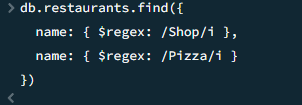 > db.restaurants.find({
name: { $regex: /Shop/i },
name: { $regex: /Pizza/i }
})
<